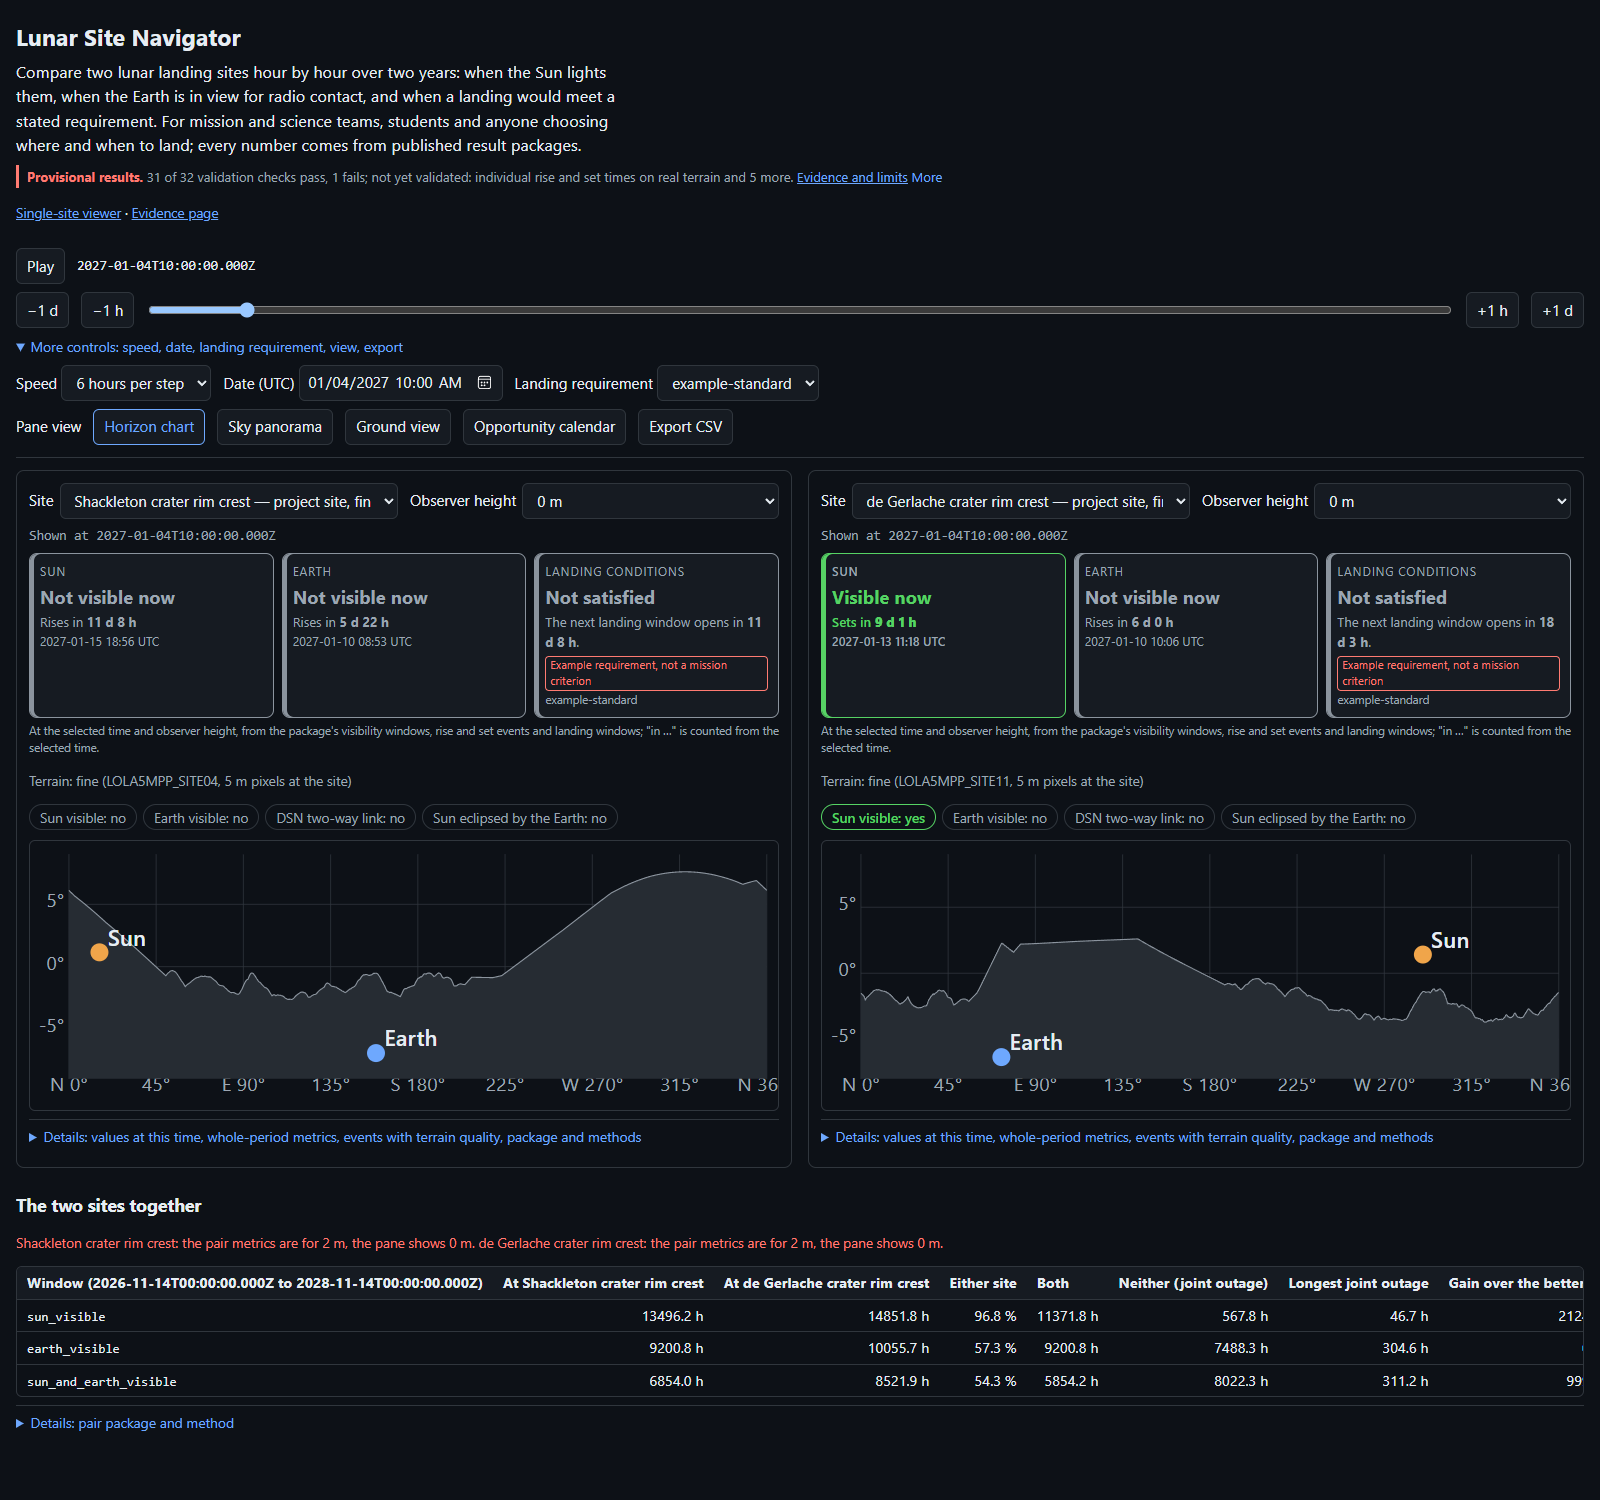 Lunar Site Navigator
Compare two lunar landing sites hour by hour over two years: when the Sun lights
them, when the Earth is in view for radio contact, and when a landing would meet a
stated requirement. For mission and science teams, students and anyone choosing
where and when to land; every number comes from published result packages.
Provisional results. 31 of 32 validation checks pass, 1 fails; not yet validated: individual rise and set times on real terrain and 5 more. Evidence and limits More
Single-site viewer · Evidence page
Play 2027-01-04T10:00:00.000Z
−1 d −1 h +1 h +1 d
▼ More controls: speed, date, landing requirement, view, export
Speed 6 hours per step Date (UTC) 01/04/2027 10:00 AM Landing requirement example-standard
Pane view Horizon chart Sky panorama Ground view Opportunity calendar Export CSV
Site Shackleton crater rim crest — project site, fin Observer height 0 m
Shown at 2027-01-04T10:00:00.000Z
SUN
Not visible now
Rises in 11 d 8 h
2027-01-15 18:56 UTC
EARTH
Not visible now
Rises in 5 d 22 h
2027-01-10 08:53 UTC
LANDING CONDITIONS
Not satisfied
The next landing window opens in 11
d 8 h.
Example requirement, not a mission
criterion
example-standard
At the selected time and observer height, from the package's visibility windows, rise and set events and landing windows; "in ..." is counted from the
selected time.
Terrain: fine (LOLA5MPP_SITE04, 5 m pixels at the site)
Sun visible: no Earth visible: no DSN two-way link: no Sun eclipsed by the Earth: no
5°
Sun
0°
-5°
Earth
N 0° 45° E 90° 135° S 180° 225° W 270° 315° N 36
▶ Details: values at this time, whole-period metrics, events with terrain quality, package and methods
Site de Gerlache crater rim crest — project site, fi Observer height 0 m
Shown at 2027-01-04T10:00:00.000Z
SUN
Visible now
Sets in 9 d 1 h
2027-01-13 11:18 UTC
EARTH
Not visible now
Rises in 6 d 0 h
2027-01-10 10:06 UTC
LANDING CONDITIONS
Not satisfied
The next landing window opens in 18
d 3 h.
Example requirement, not a mission
criterion
example-standard
At the selected time and observer height, from the package's visibility windows, rise and set events and landing windows; "in ..." is counted from the
selected time.
Terrain: fine (LOLA5MPP_SITE11, 5 m pixels at the site)
Sun visible: yes Earth visible: no DSN two-way link: no Sun eclipsed by the Earth: no
5°
Sun
0°
-5°
Earth
N 0° 45° E 90° 135° S 180° 225° W 270° 315° N 36
▶ Details: values at this time, whole-period metrics, events with terrain quality, package and methods
The two sites together
Shackleton crater rim crest: the pair metrics are for 2 m, the pane shows 0 m. de Gerlache crater rim crest: the pair metrics are for 2 m, the pane shows 0 m.
Window (2026-11-14T00:00:00.000Z to 2028-11-14T00:00:00.000Z) At Shackleton crater rim crest At de Gerlache crater rim crest Either site Both Neither (joint outage) Longest joint outage Gain over the better
sun_visible 13496.2 h 14851.8 h 96.8 % 11371.8 h 567.8 h 46.7 h 212
earth_visible 9200.8 h 10055.7 h 57.3 % 9200.8 h 7488.3 h 304.6 h
sun_and_earth_visible 6854.0 h 8521.9 h 54.3 % 5854.2 h 8022.3 h 311.2 h 99
▶ Details: pair package and method